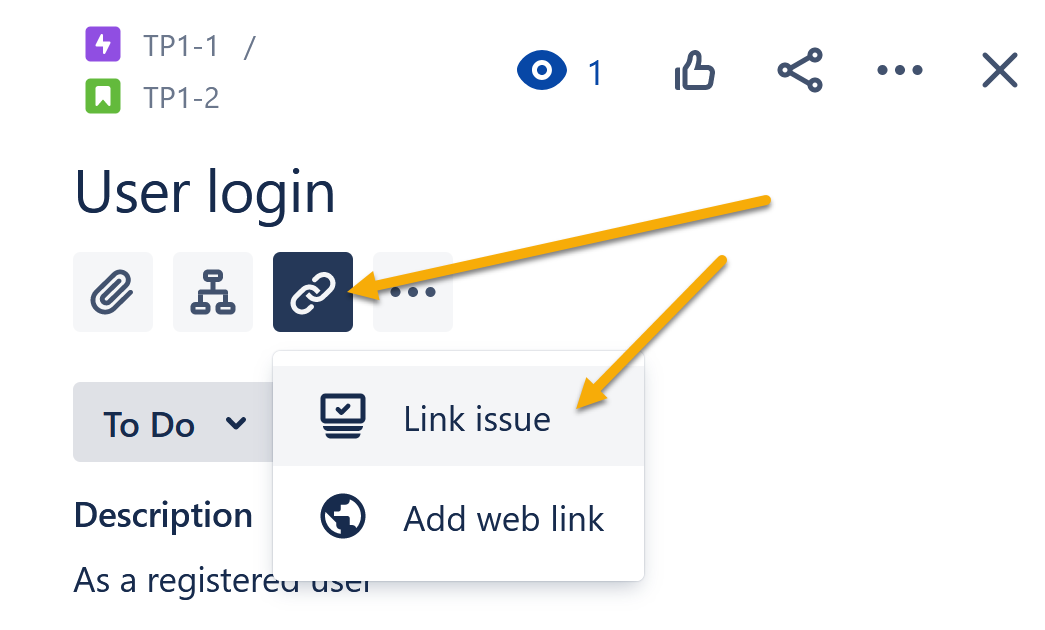 TP1-1 /
TP1-2
1
User login
To Do
Link issue
Add web link
Description
As a registered user